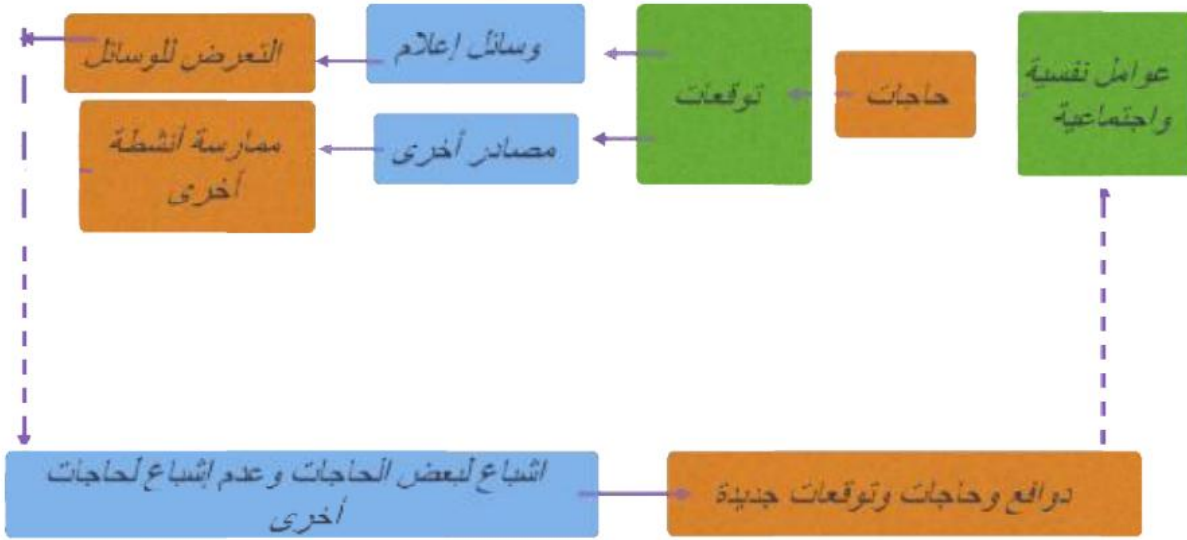 عوامل نفسية
واجتماعية
حاجات
توقعات
وسائل إعلام
التعرض للوسائل
مصادر أخرى
ممارسة أنشطة
أخرى
اشباع لبعض الحاجات وعدم إشباع لحاجات
أخرى
دوافع وحاجات وتوقعات جديدة